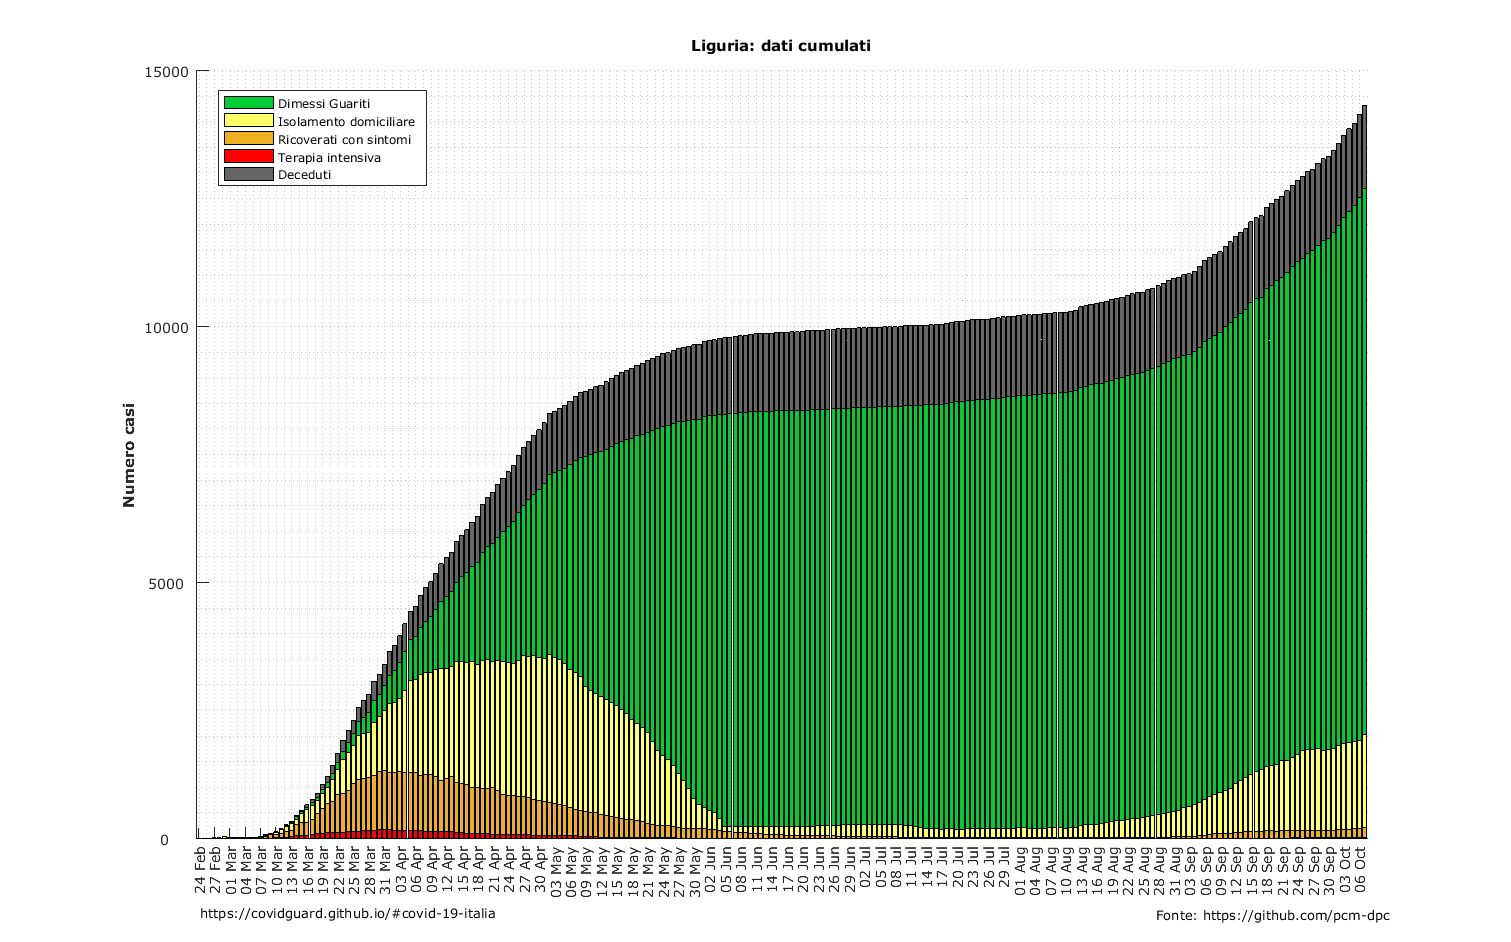 Liguria: dati cumulati
15000
10000
5000
0
Numero casi
Dimessi Guariti
Isolamento domiciliare
Ricoverati con sintomi
Terapia intensiva
Deceduti
24 Feb
27 Feb
01 Mar
04 Mar
07 Mar
10 Mar
13 Mar
16 Mar
19 Mar
22 Mar
25 Mar
28 Mar
31 Mar
03 Apr
06 Apr
09 Apr
12 Apr
15 Apr
18 Apr
21 Apr
24 Apr
27 Apr
30 Apr
03 May
06 May
09 May
12 May
15 May
18 May
21 May
24 May
27 May
30 May
02 Jun
05 Jun
08 Jun
11 Jun
14 Jun
17 Jun
20 Jun
23 Jun
26 Jun
29 Jun
02 Jul
05 Jul
08 Jul
11 Jul
14 Jul
17 Jul
20 Jul
23 Jul
26 Jul
29 Jul
01 Aug
04 Aug
07 Aug
10 Aug
13 Aug
16 Aug
19 Aug
22 Aug
25 Aug
28 Aug
31 Aug
03 Sep
06 Sep
09 Sep
12 Sep
15 Sep
18 Sep
21 Sep
24 Sep
27 Sep
30 Sep
03 Oct
06 Oct
https://covidguard.github.io/#covid-19-italia
Fonte: https://github.com/pcm-dpc